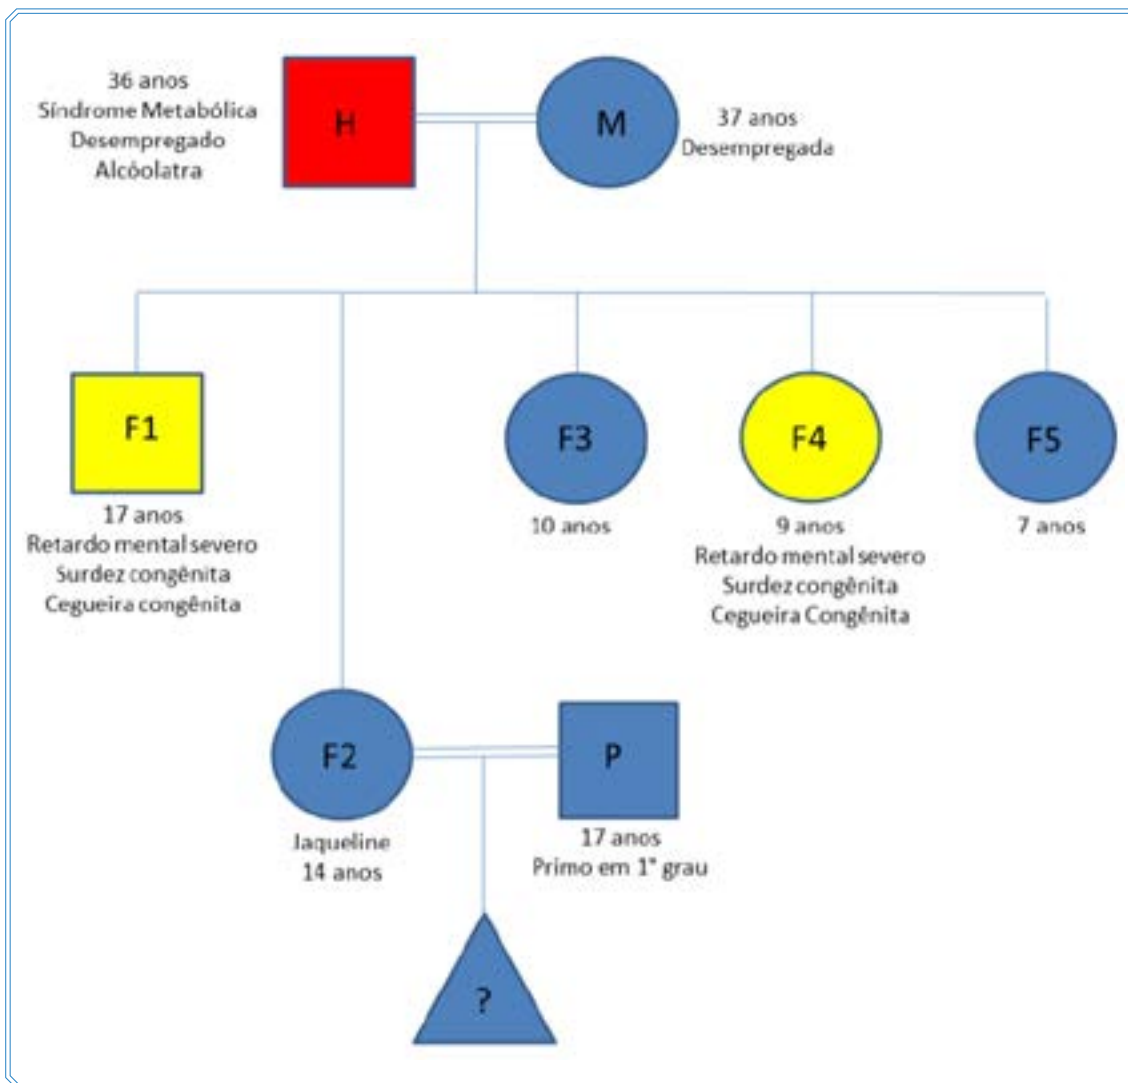 36 anos
Síndrome Metabólica
Desempregado
Alcóolatra
H
M
37 anos
Desempregada
F1
17 anos
Retardo mental severo
Surdez congênita
Cegueira congênita
F3
10 anos
F4
9 anos
Retardo mental severo
Surdez congênita
Cegueira Congênita
F5
7 anos
F2
Jaqueline
14 anos
P
17 anos
Primo em 1° grau
?